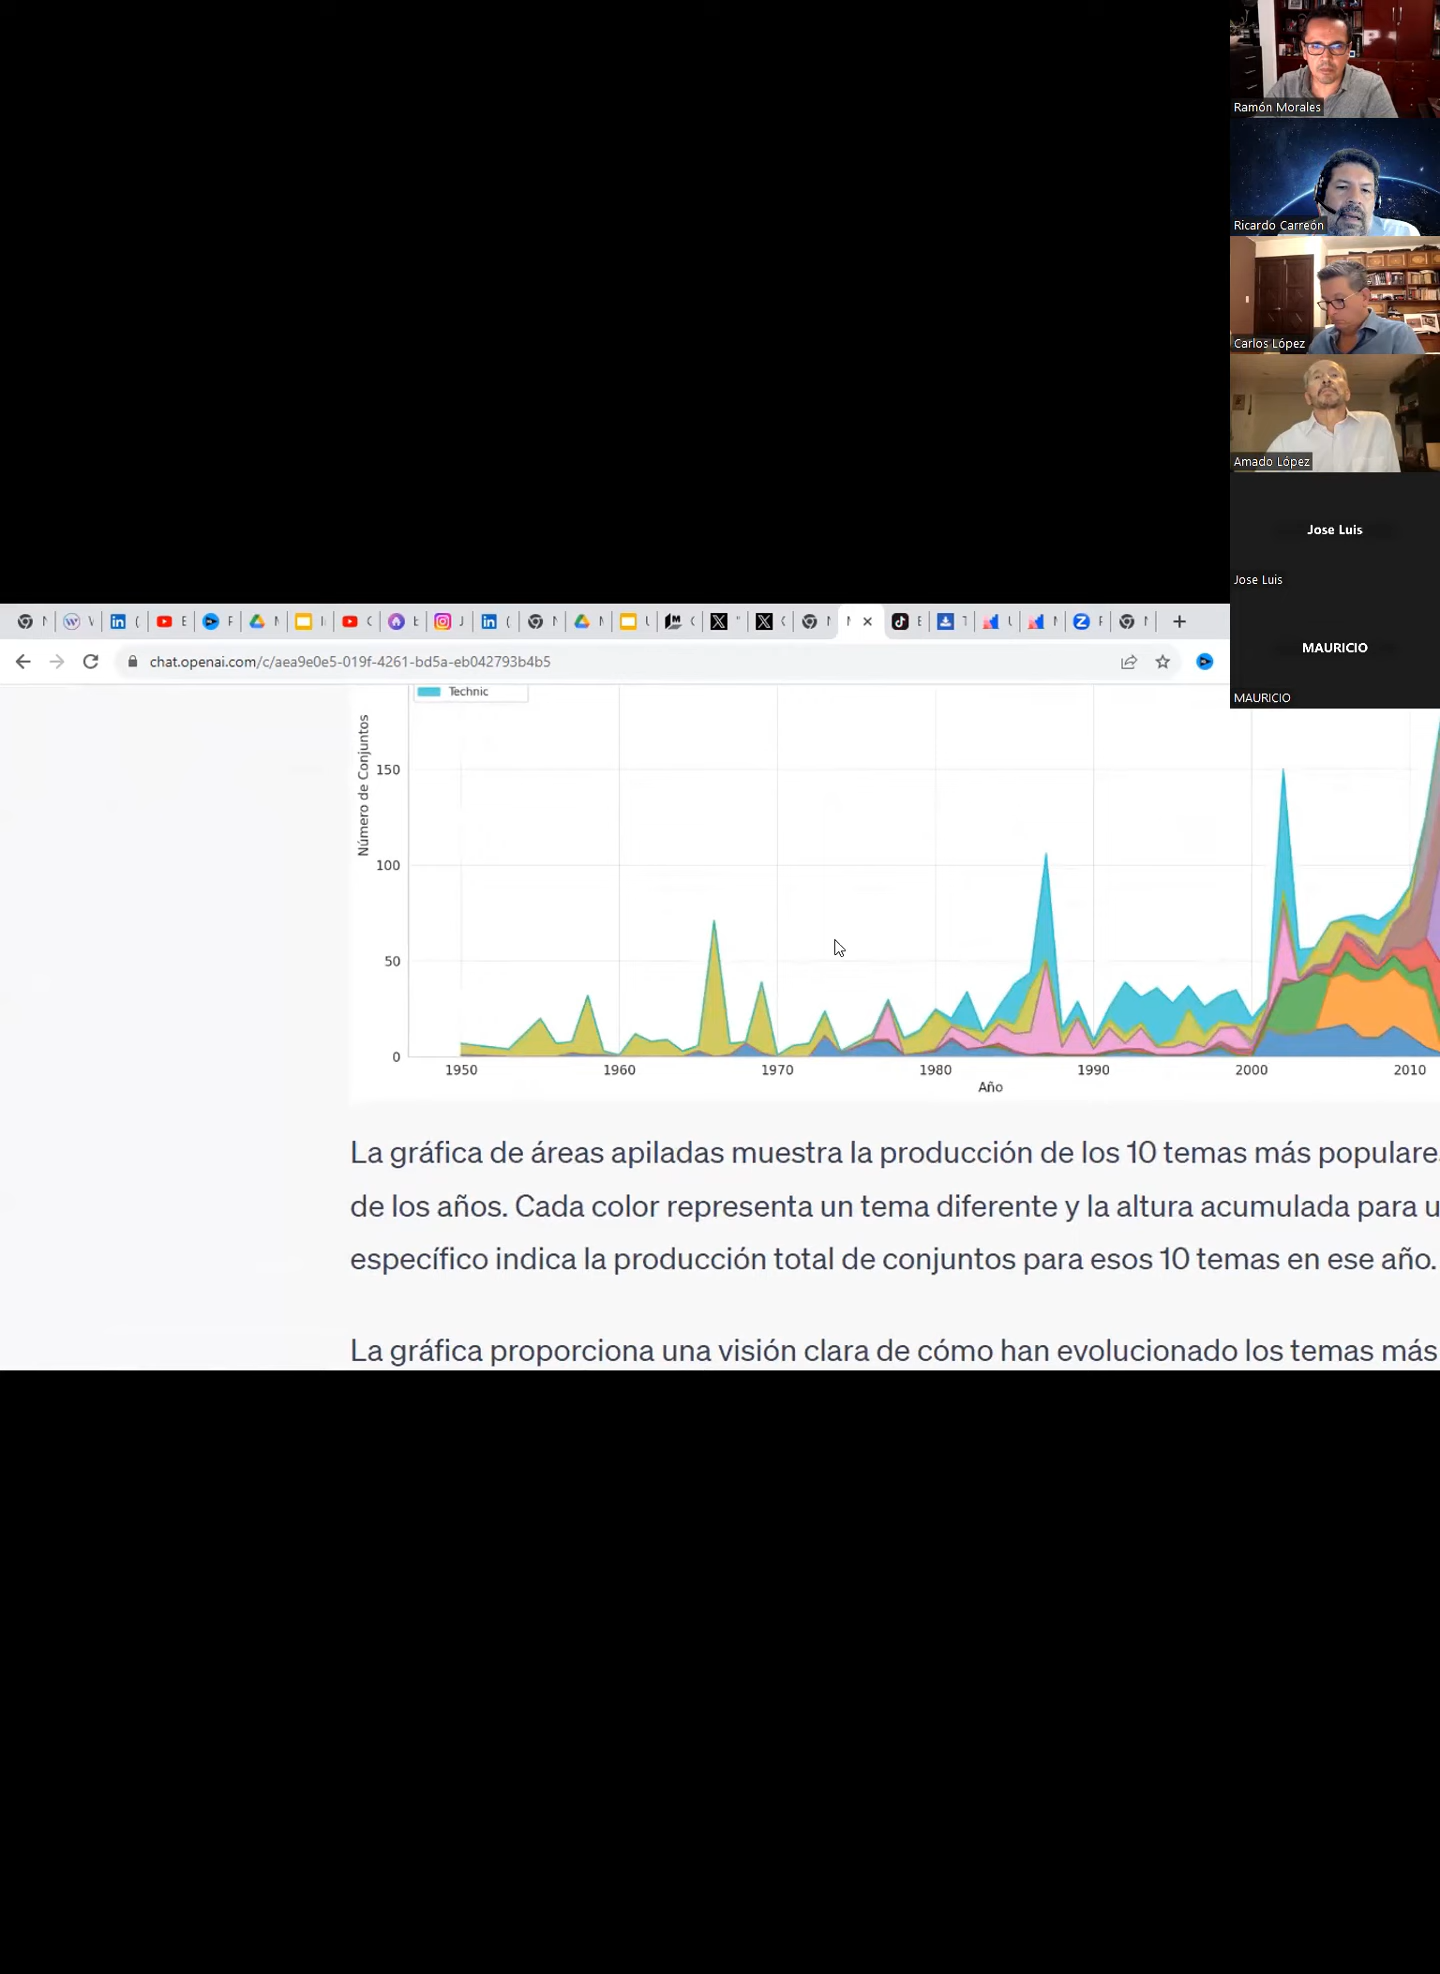 Ramón Morales
Ricardo Carreón
Carlos López
Amado López
Jose Luis
Jose Luis
MAURICIO
MAURICIO
chat.openai.com/c/aea9e0e5-019f-4261-bd5a-eb042793b4b5
Technic
Número de Conjuntos
150
100
50
0
1950 1960 1970 1980 1990 2000 2010
Año
La gráfica de áreas apiladas muestra la producción de los 10 temas más populare
de los años. Cada color representa un tema diferente y la altura acumulada para u
específico indica la producción total de conjuntos para esos 10 temas en ese año.
La gráfica proporciona una visión clara de cómo han evolucionado los temas más